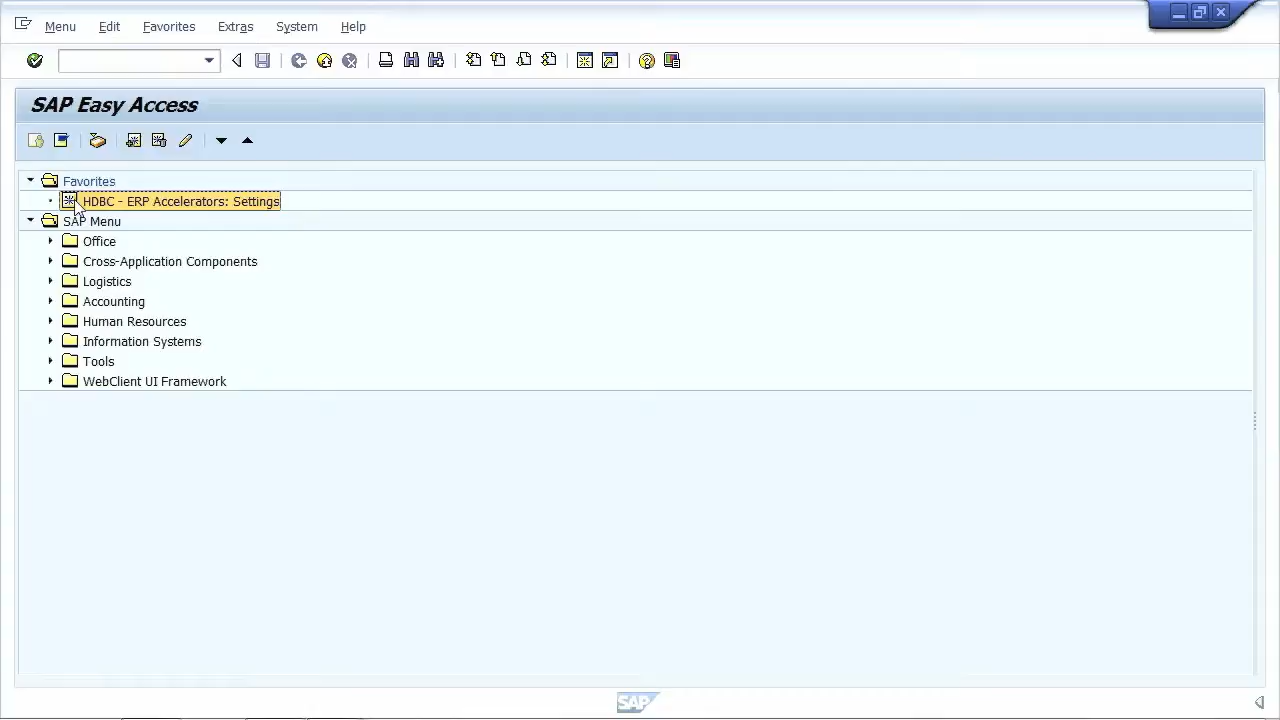 Menu Edit Favorites Extras System Help
SAP Easy Access
Favorites
HDBC - ERP Accelerators: Settings
SAP Menu
Office
Cross-Application Components
Logistics
Accounting
Human Resources
Information Systems
Tools
WebClient UI Framework
SAP